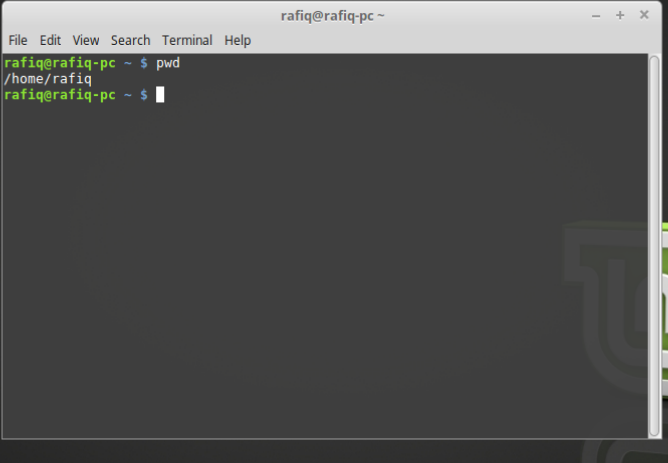 rafiq@rafiq-pc ~
File Edit View Search Terminal Help
rafiq@rafiq-pc ~ $ pwd
/home/rafiq
rafiq@rafiq-pc ~ $